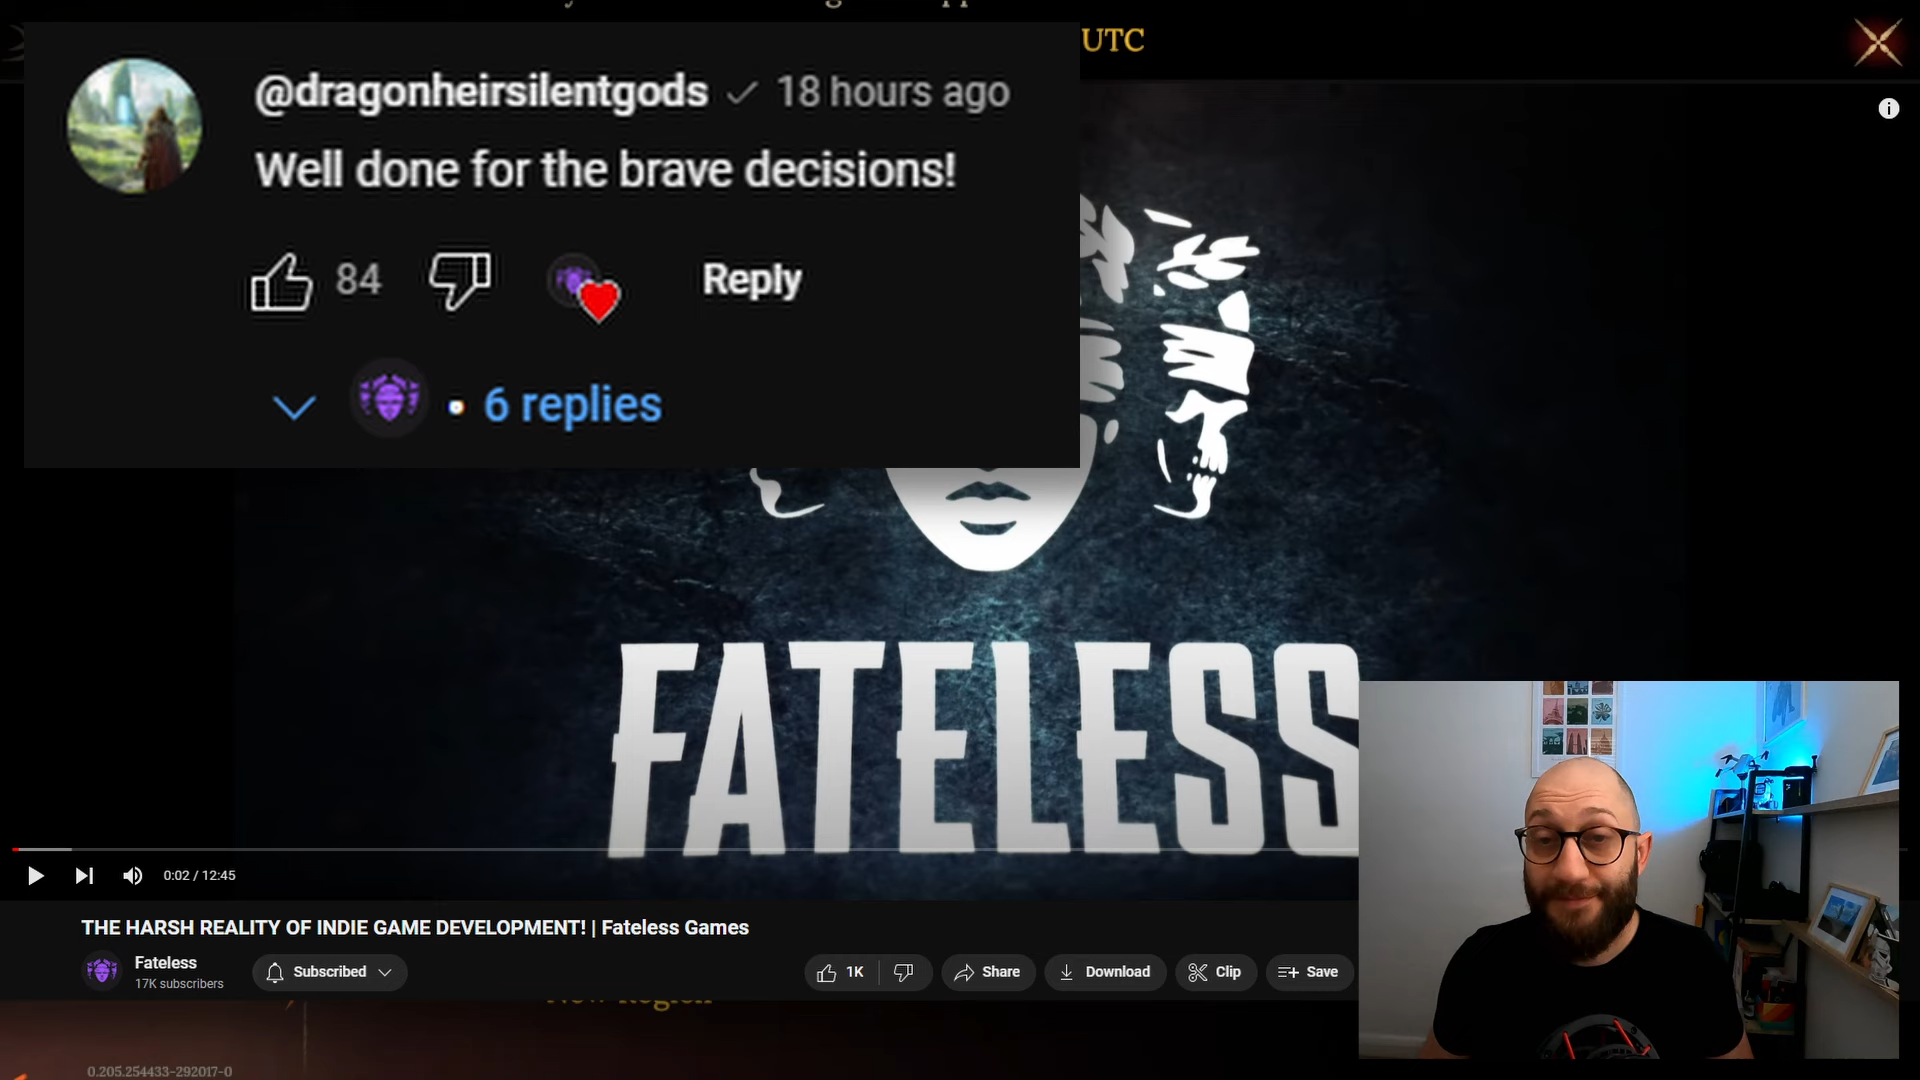 UTC
@dragonheirsilentgods 18 hours ago
Well done for the brave decisions!
84 Reply
6 replies
FATELESS
0:02 / 12:45
THE HARSH REALITY OF INDIE GAME DEVELOPMENT! | Fateless Games
Fateless
17K subscribers
Subscribed
1K Share Download Clip Save
New Region
0.205.254433-292017-0